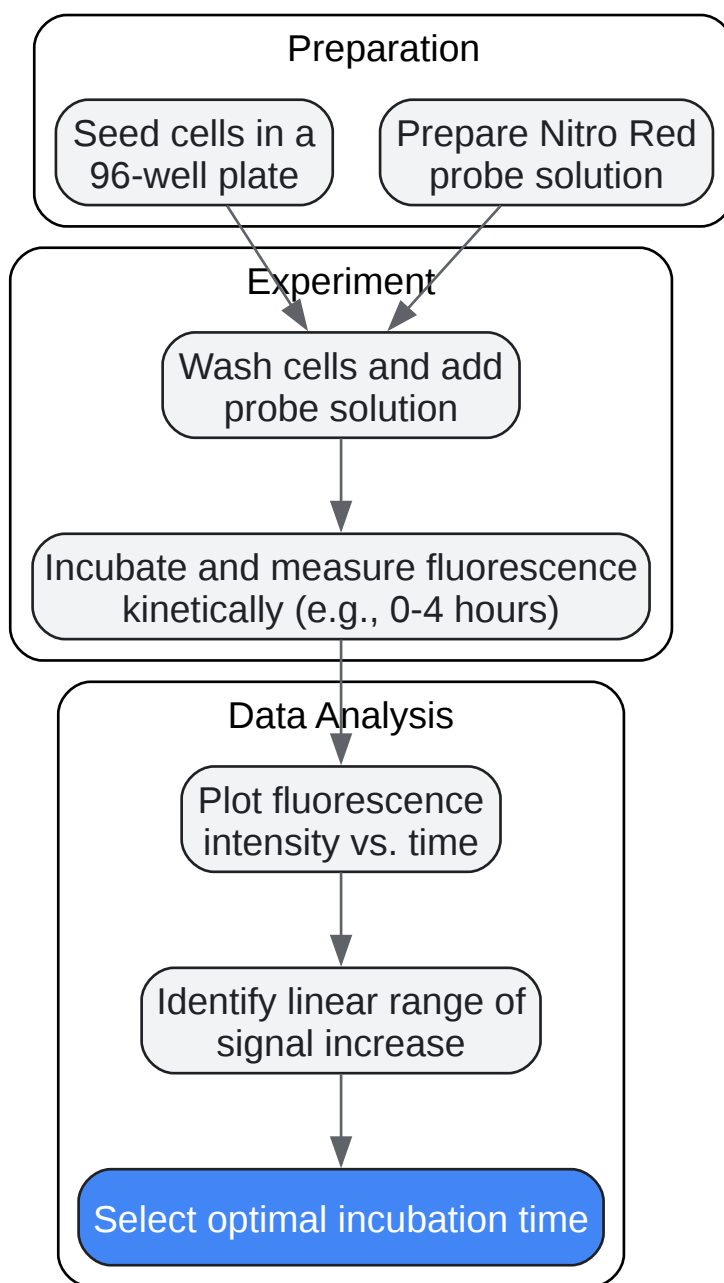 Preparation
Seed cells in a
96-well plate
Prepare Nitro Red
probe solution
Experiment
Wash cells and add
probe solution
Incubate and measure fluorescence
kinetically (e.g., 0-4 hours)
Data Analysis
Plot fluorescence
intensity vs. time
Identify linear range of
signal increase
Select optimal incubation time